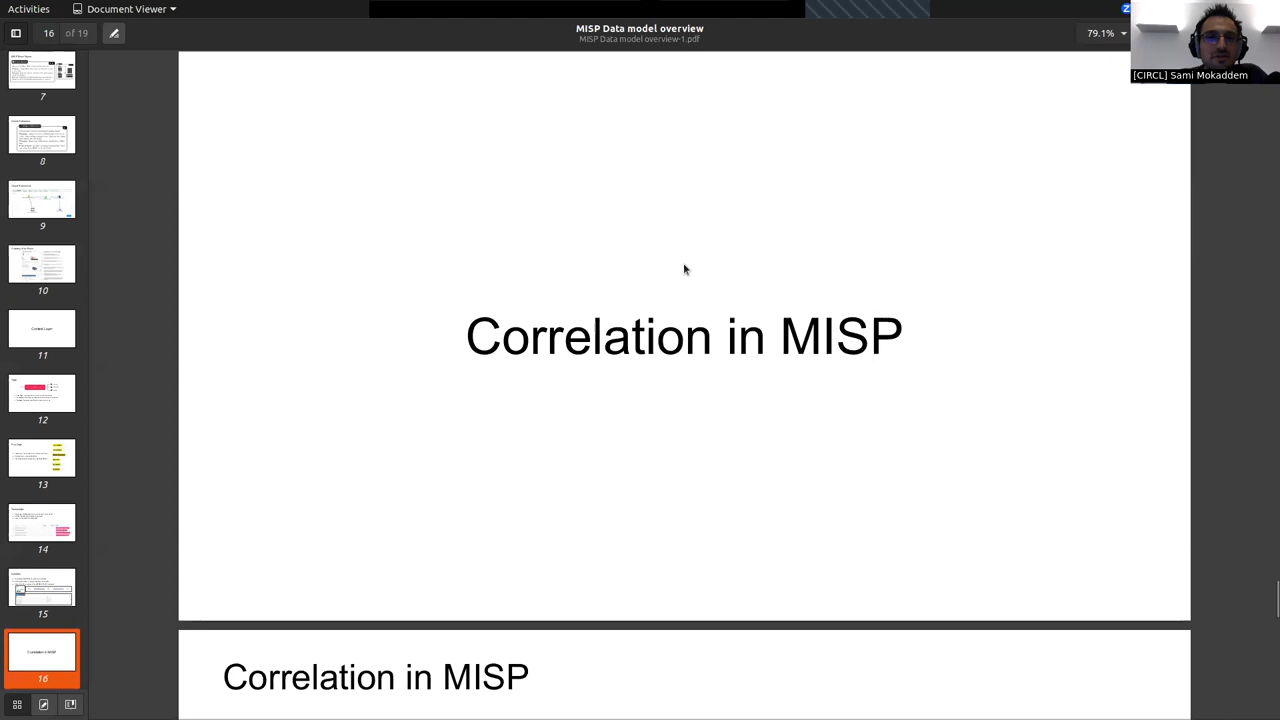 Activities
Document Viewer
16
of 19
MISP Data model overview
MISP Data model overview-1.pdf
79.1%
Z
[CIRCL] Sami Mokaddem
7
8
9
10
Context Layer
11
12
13
14
15
Correlation in MISP
16
Correlation in MISP
Correlation in MISP